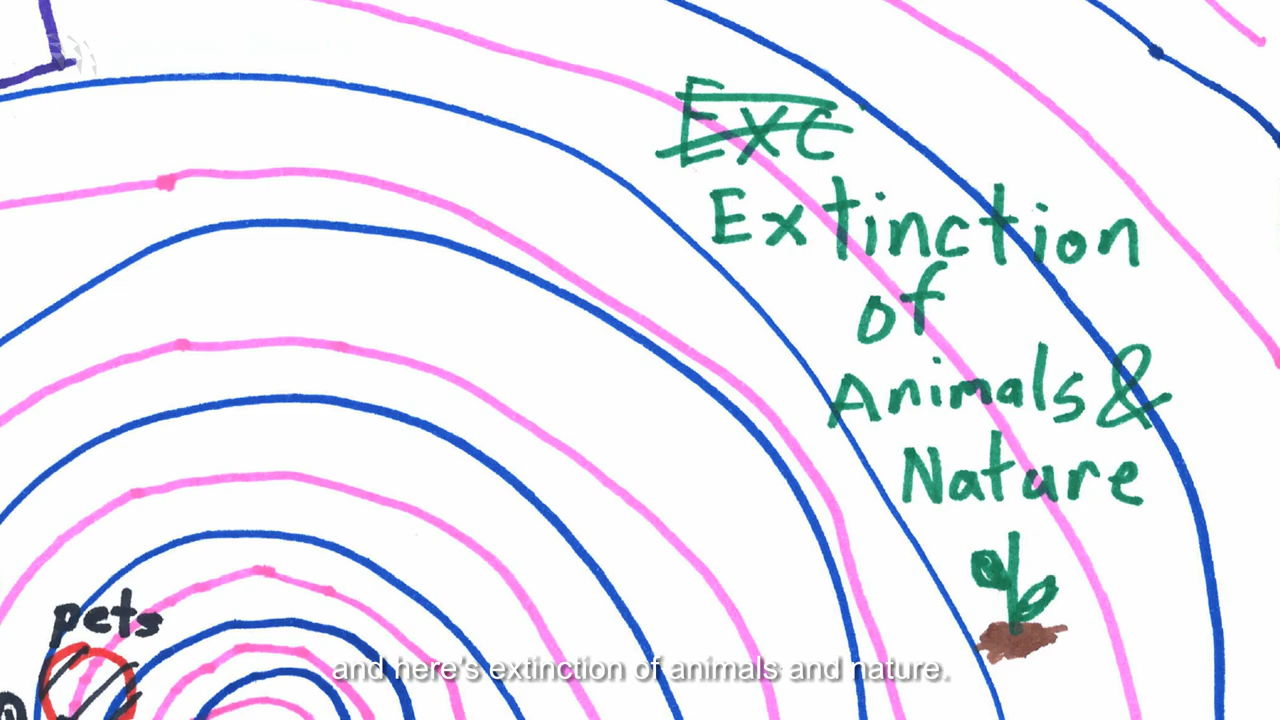 Exc
Extinction
of
Animals &
Nature
pets
and here's extinction of animals and nature.